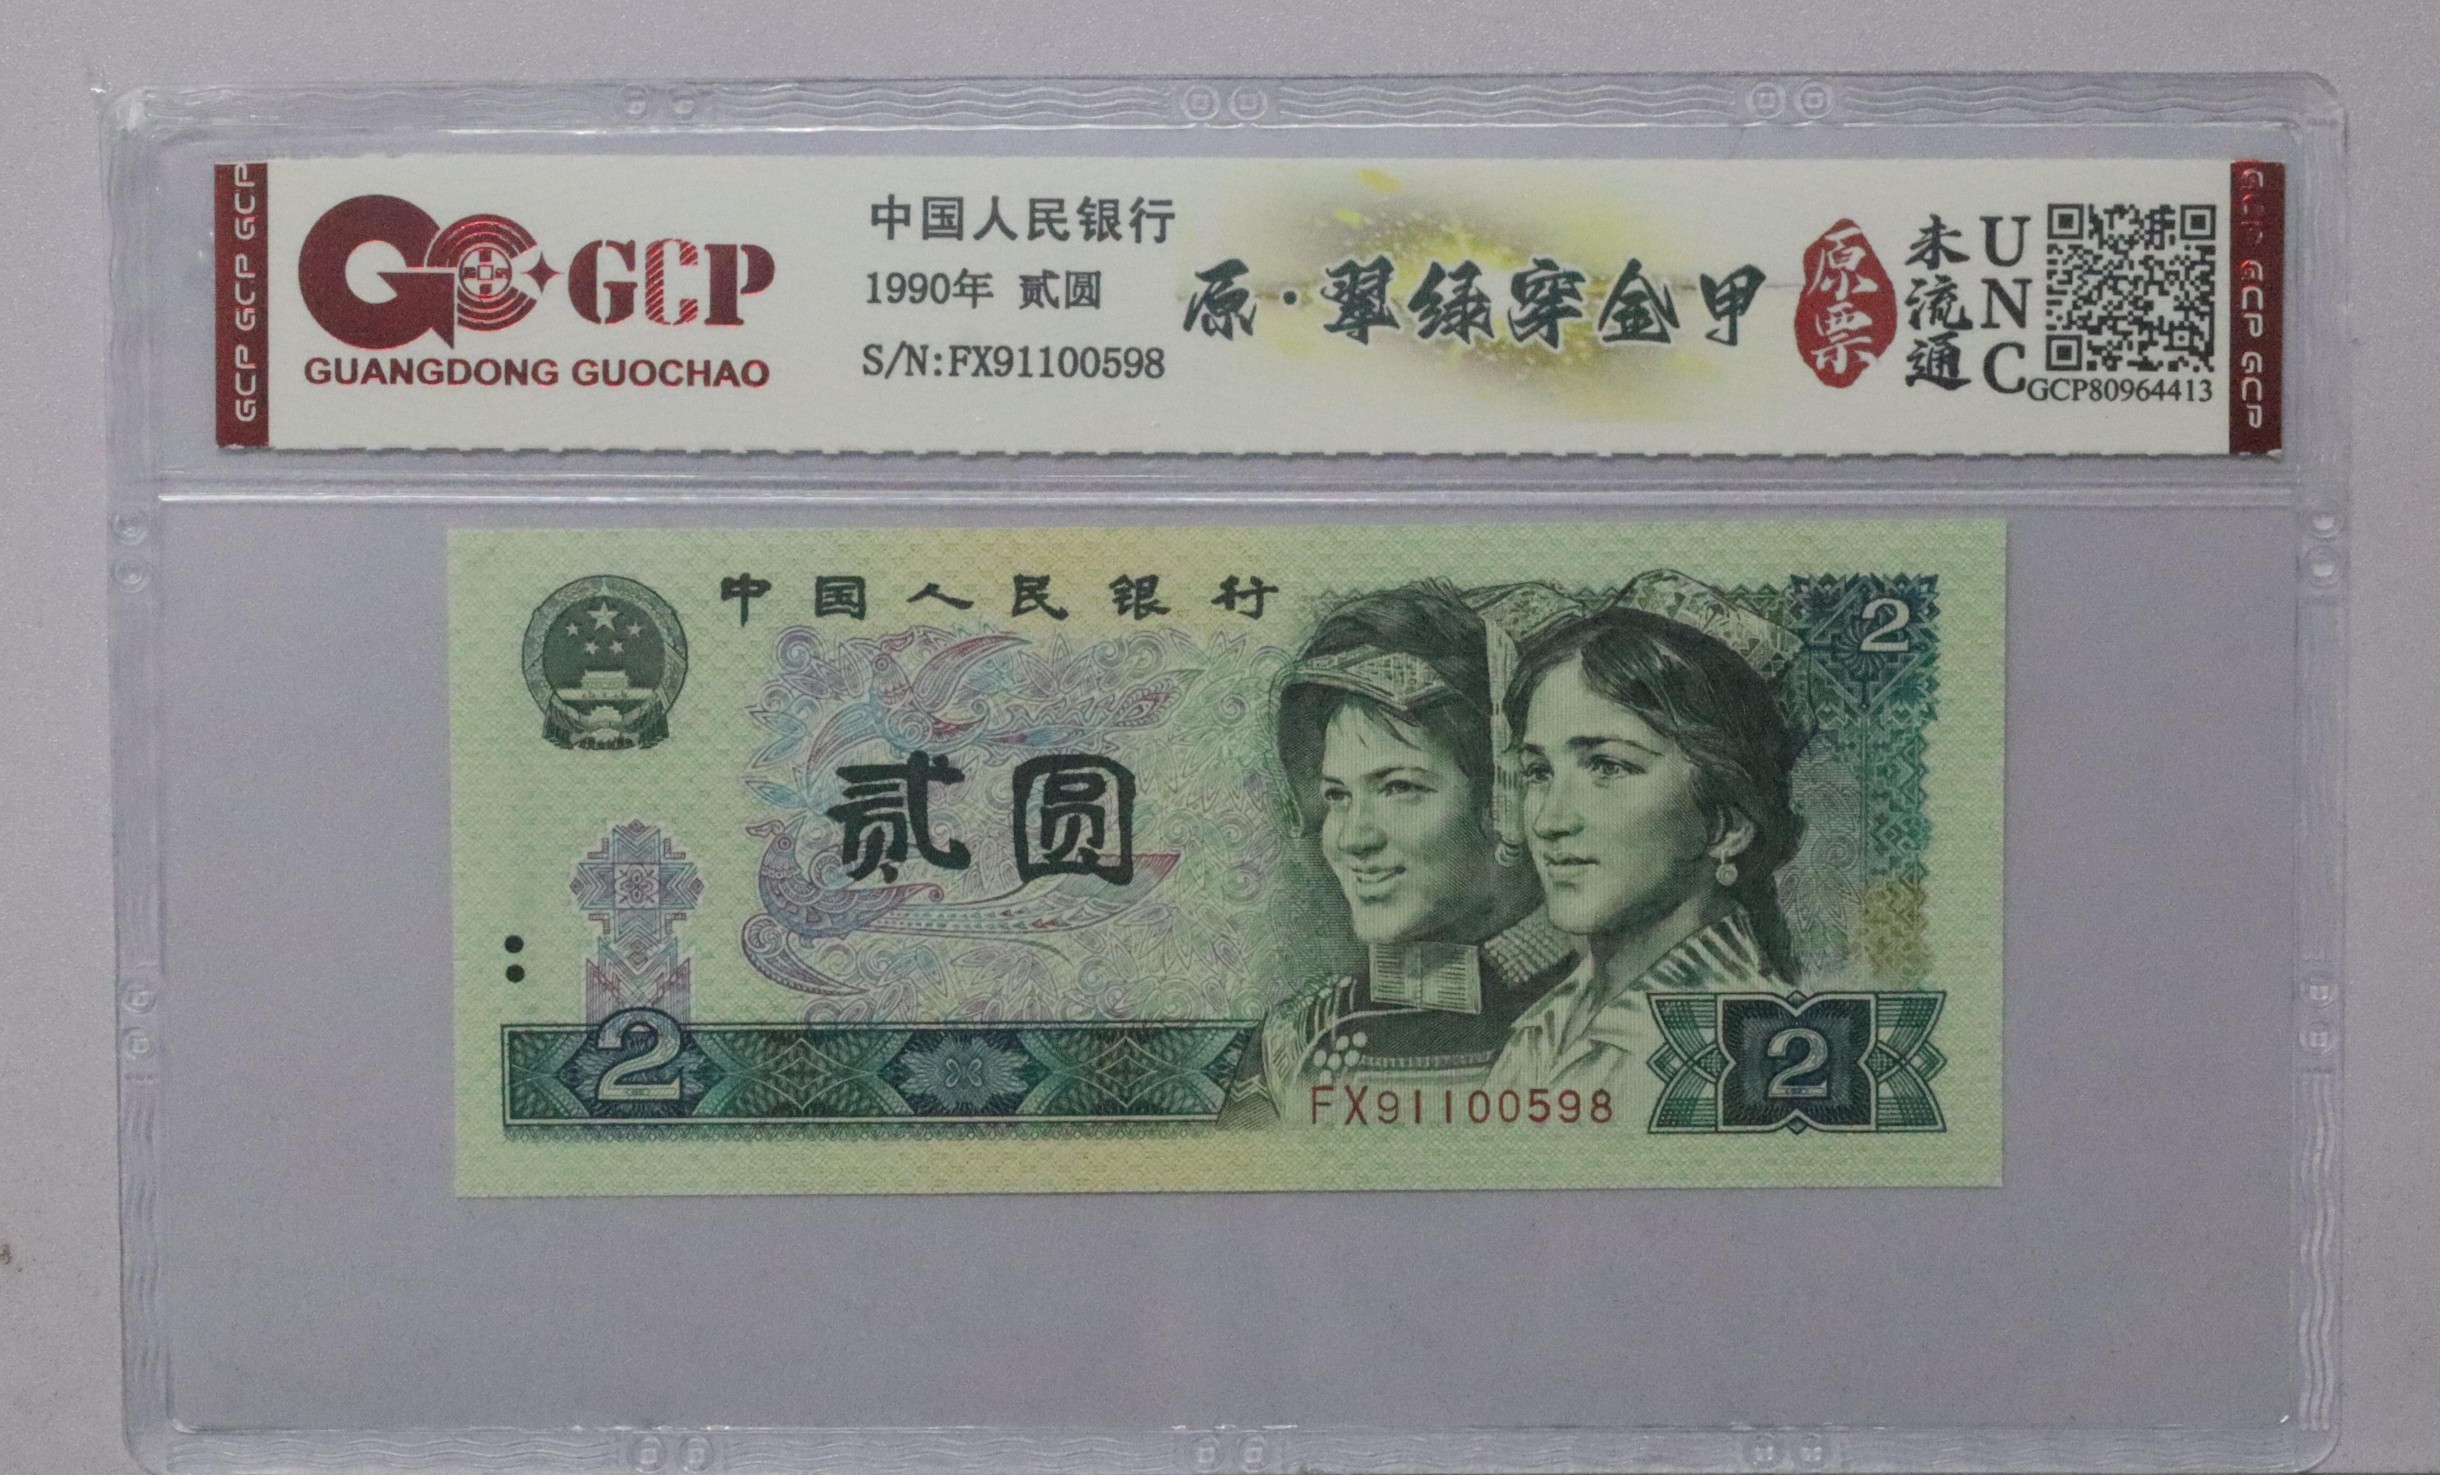 GCP GCP GCP
GCP
GUANGDONG GUOCHAO
中国人民银行
1990年 贰圆
S/N:FX91100598
原·翠绿穿金甲
原票
未流通
UNC
GCP80964413
GCP GCP GCP
中国人民银行
2
贰圆
2
FX91100598
2